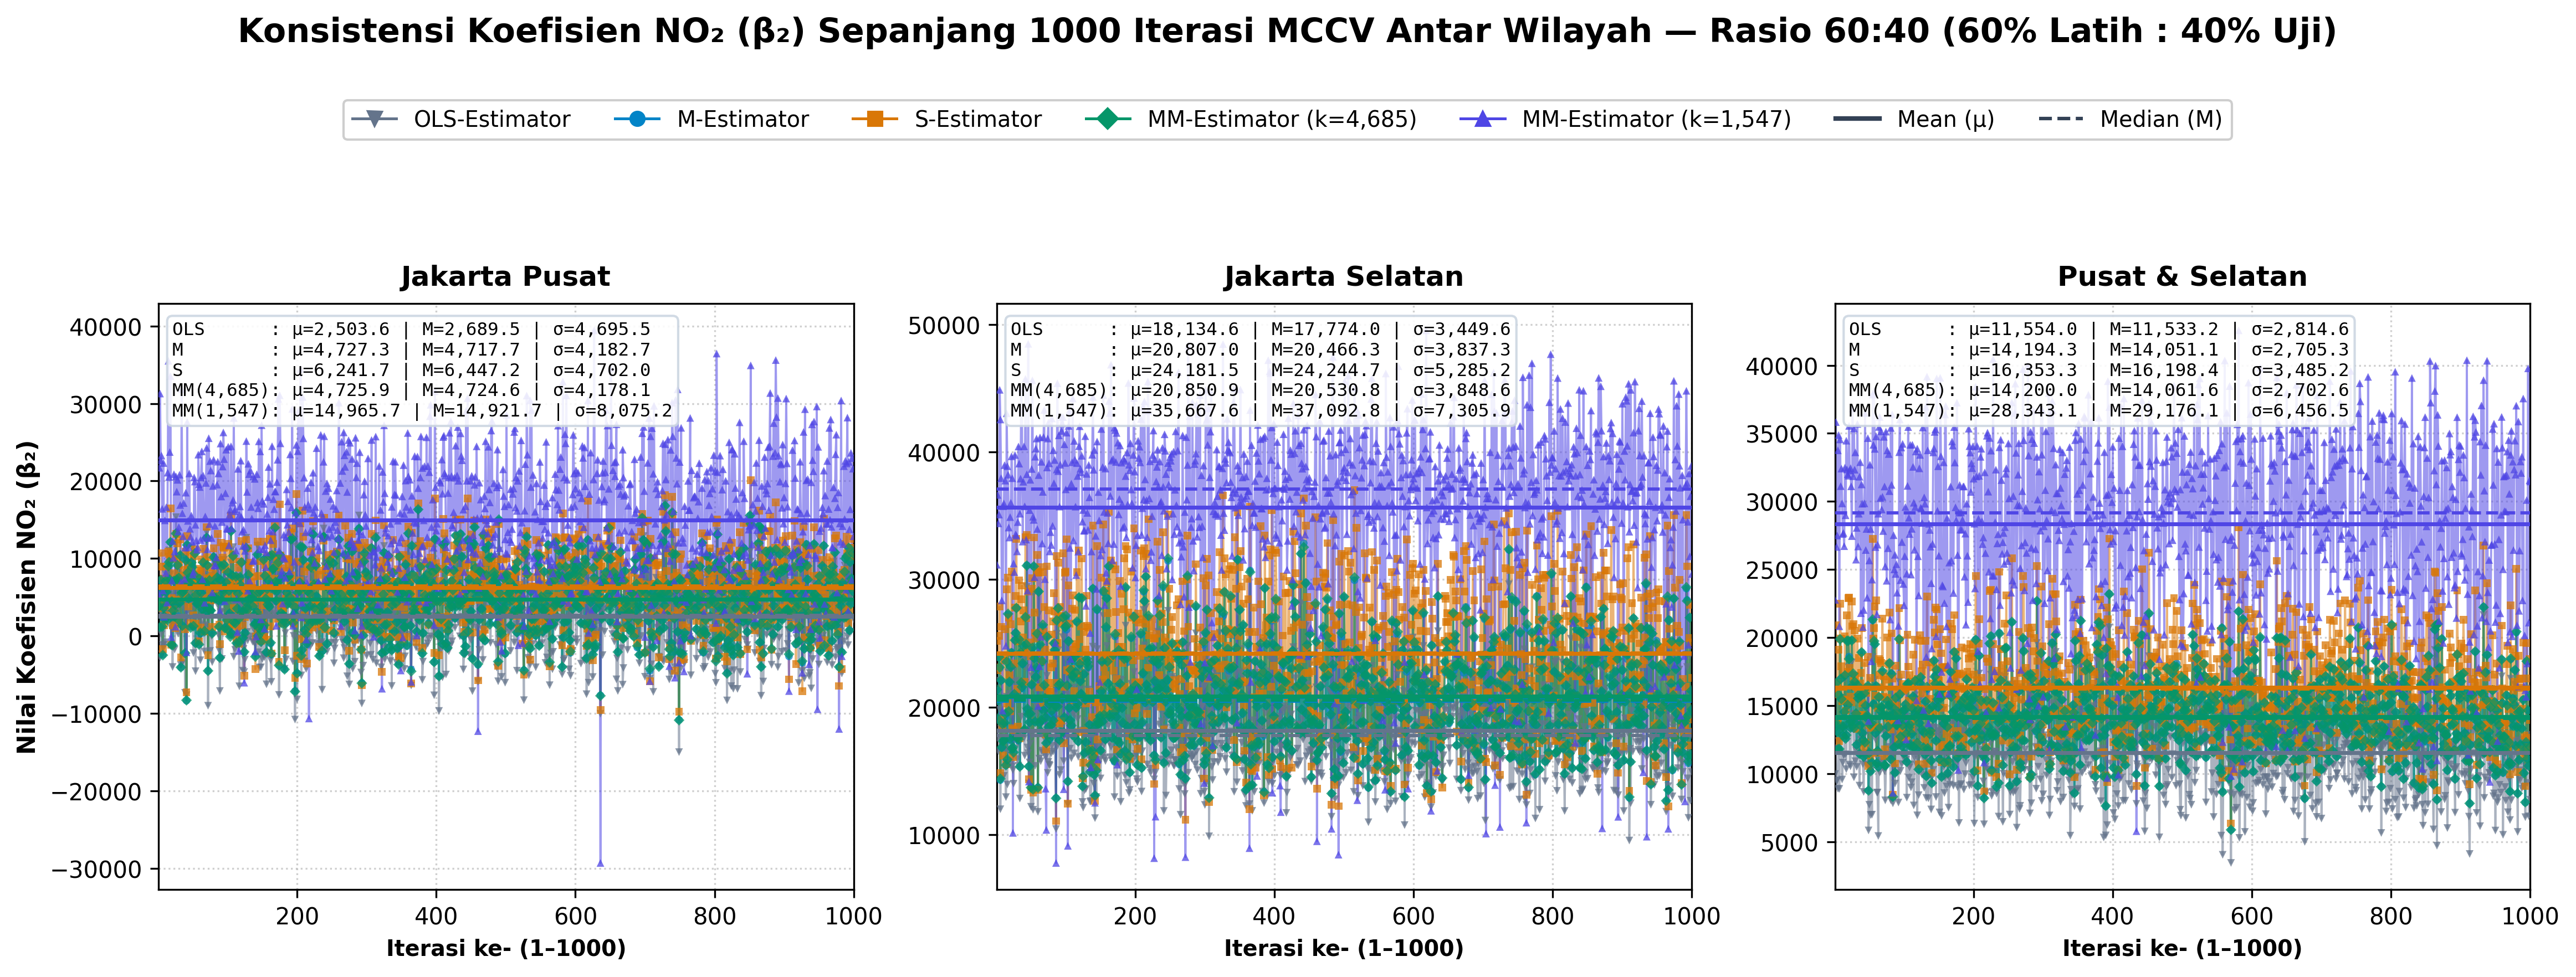 Konsistensi Koefisien NO₂ (β₂) Sepanjang 1000 Iterasi MCCV Antar Wilayah — Rasio 60:40 (60% Latih : 40% Uji)
OLS-Estimator M-Estimator S-Estimator MM-Estimator (k=4,685) MM-Estimator (k=1,547) Mean (μ) Median (M)
Jakarta Pusat
Nilai Koefisien NO₂ (β₂)
40000
30000
20000
10000
0
−10000
−20000
−30000
OLS : μ=2,503.6 | M=2,689.5 | σ=4,695.5
M : μ=4,727.3 | M=4,717.7 | σ=4,182.7
S : μ=6,241.7 | M=6,447.2 | σ=4,702.0
MM(4,685): μ=4,725.9 | M=4,724.6 | σ=4,178.1
MM(1,547): μ=14,965.7 | M=14,921.7 | σ=8,075.2
200 400 600 800 1000
Iterasi ke- (1–1000)
Jakarta Selatan
50000
40000
30000
20000
10000
OLS : μ=18,134.6 | M=17,774.0 | σ=3,449.6
M : μ=20,807.0 | M=20,466.3 | σ=3,837.3
S : μ=24,181.5 | M=24,244.7 | σ=5,285.2
MM(4,685): μ=20,850.9 | M=20,530.8 | σ=3,848.6
MM(1,547): μ=35,667.6 | M=37,092.8 | σ=7,305.9
200 400 600 800 1000
Iterasi ke- (1–1000)
Pusat & Selatan
40000
35000
30000
25000
20000
15000
10000
5000
OLS : μ=11,554.0 | M=11,533.2 | σ=2,814.6
M : μ=14,194.3 | M=14,051.1 | σ=2,705.3
S : μ=16,353.3 | M=16,198.4 | σ=3,485.2
MM(4,685): μ=14,200.0 | M=14,061.6 | σ=2,702.6
MM(1,547): μ=28,343.1 | M=29,176.1 | σ=6,456.5
200 400 600 800 1000
Iterasi ke- (1–1000)